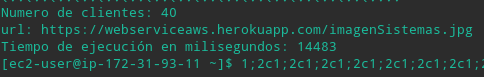 Numero de clientes: 40
url: https://webserviceaws.herokuapp.com/imagenSistemas.jpg
Tiempo de ejecución en milisegundos: 14483
[ec2-user@ip-172-31-93-11 ~]$ 1;2c1;2c1;2c1;2c1;2c1;2c1;2c1;2c1